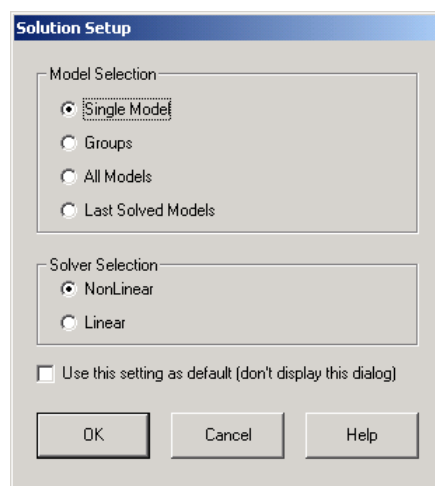 Solution Setup
Model Selection
Single Model
Groups
All Models
Last Solved Models
Solver Selection
NonLinear
Linear
Use this setting as default (don't display this dialog)
OK Cancel Help